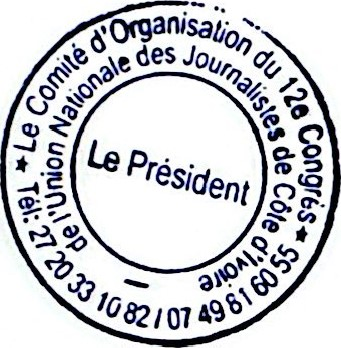 ★ Le Comité d'Organisation du 12e Congrès ★
de l'Union Nationale des Journalistes de Côte d'Ivoire
Le Président
Tél: 27 20 33 10 82 / 07 49 81 60 55